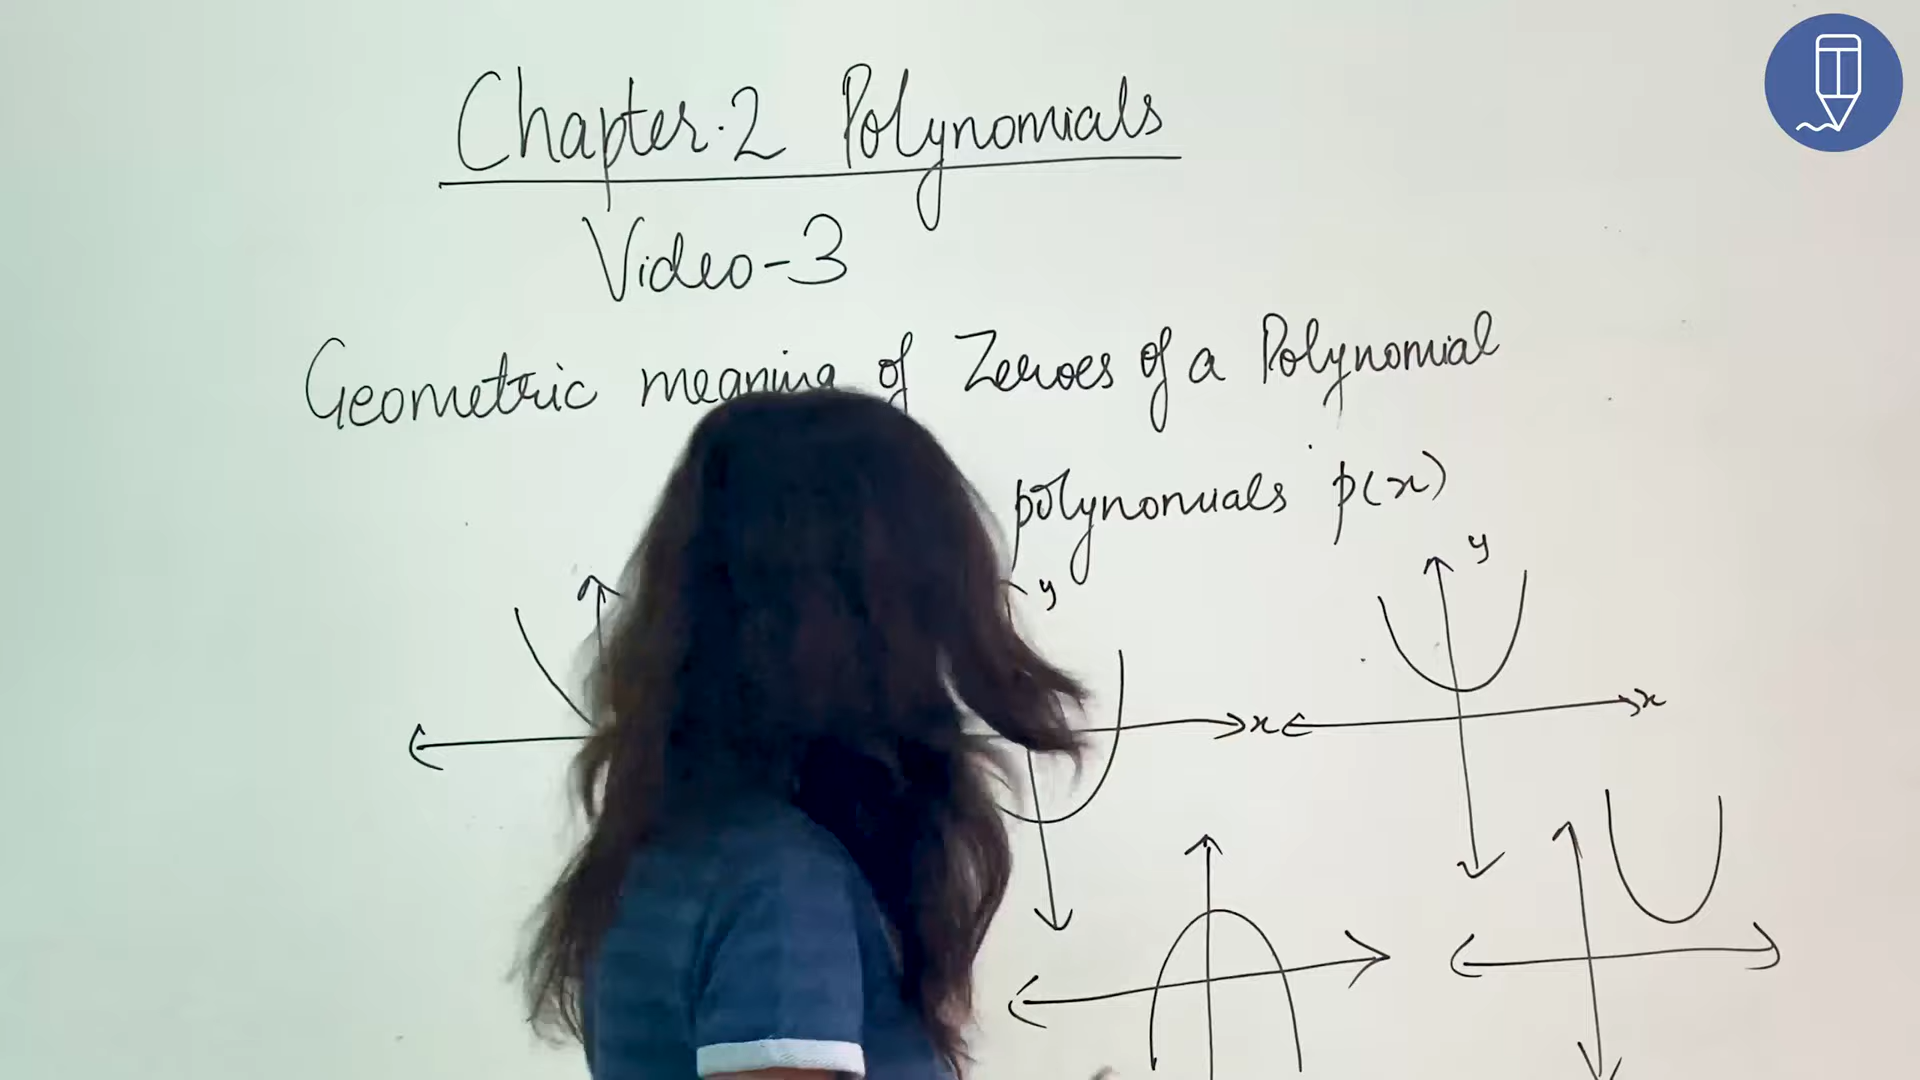 Chapter.2 Polynomials
Video-3
Geometric meaning of Zeroes of a Polynomial
polynomials p(x)
y
y
x
x